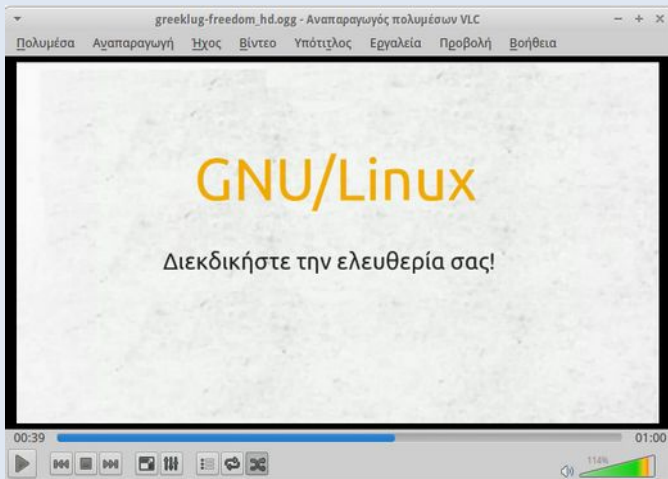 greeklug-freedom_hd.ogg - Αναπαραγωγός πολυμέσων VLC
Πολυμέσα Αναπαραγωγή Ήχος Βίντεο Υπότιτλος Εργαλεία Προβολή Βοήθεια
GNU/Linux
Διεκδικήστε την ελευθερία σας!
00:39 01:00
114%